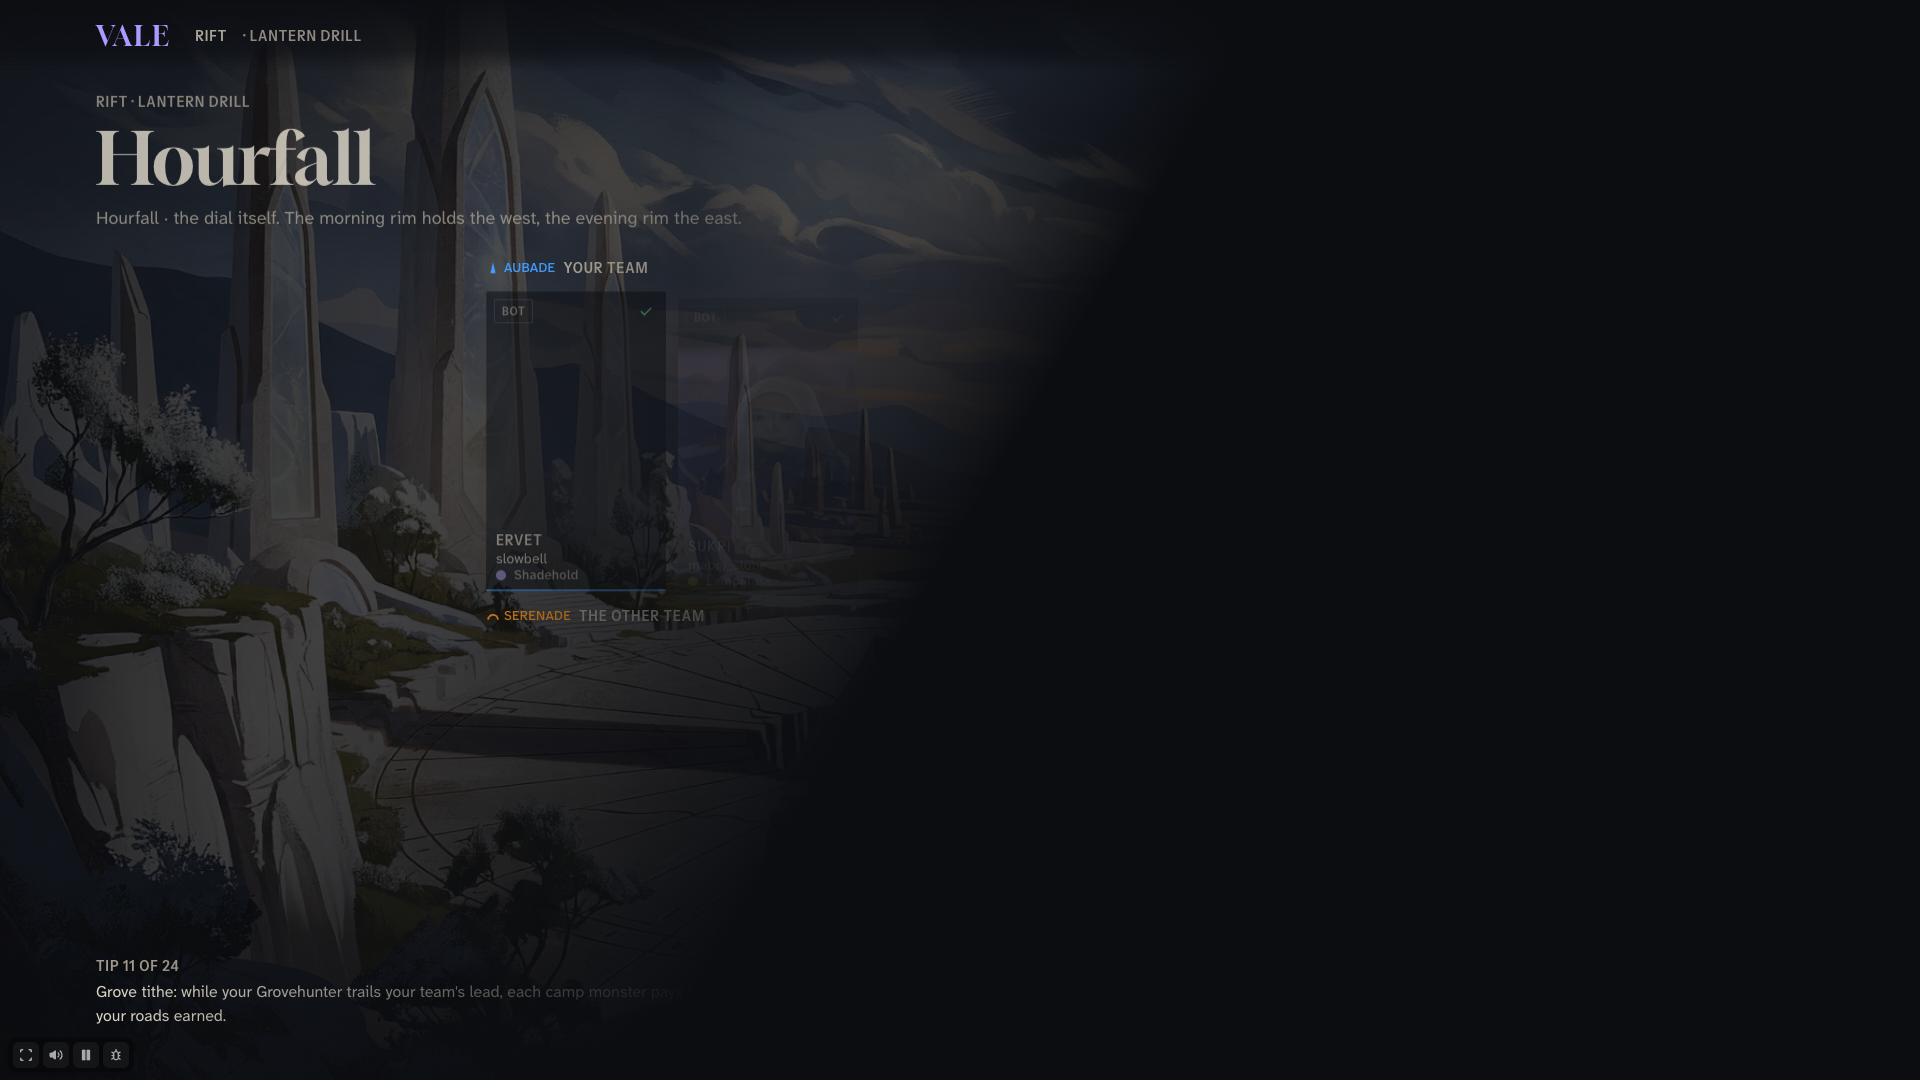 VALE RIFT · LANTERN DRILL
RIFT · LANTERN DRILL
Hourfall
Hourfall · the dial itself. The morning rim holds the west, the evening rim the east.
AUBADE YOUR TEAM
BOT
BOT
ERVET
slowbell
Shadehold
SERENADE THE OTHER TEAM
TIP 11 OF 24
Grove tithe: while your Grovehunter trails your team's lead, each camp monster pays
your roads earned.